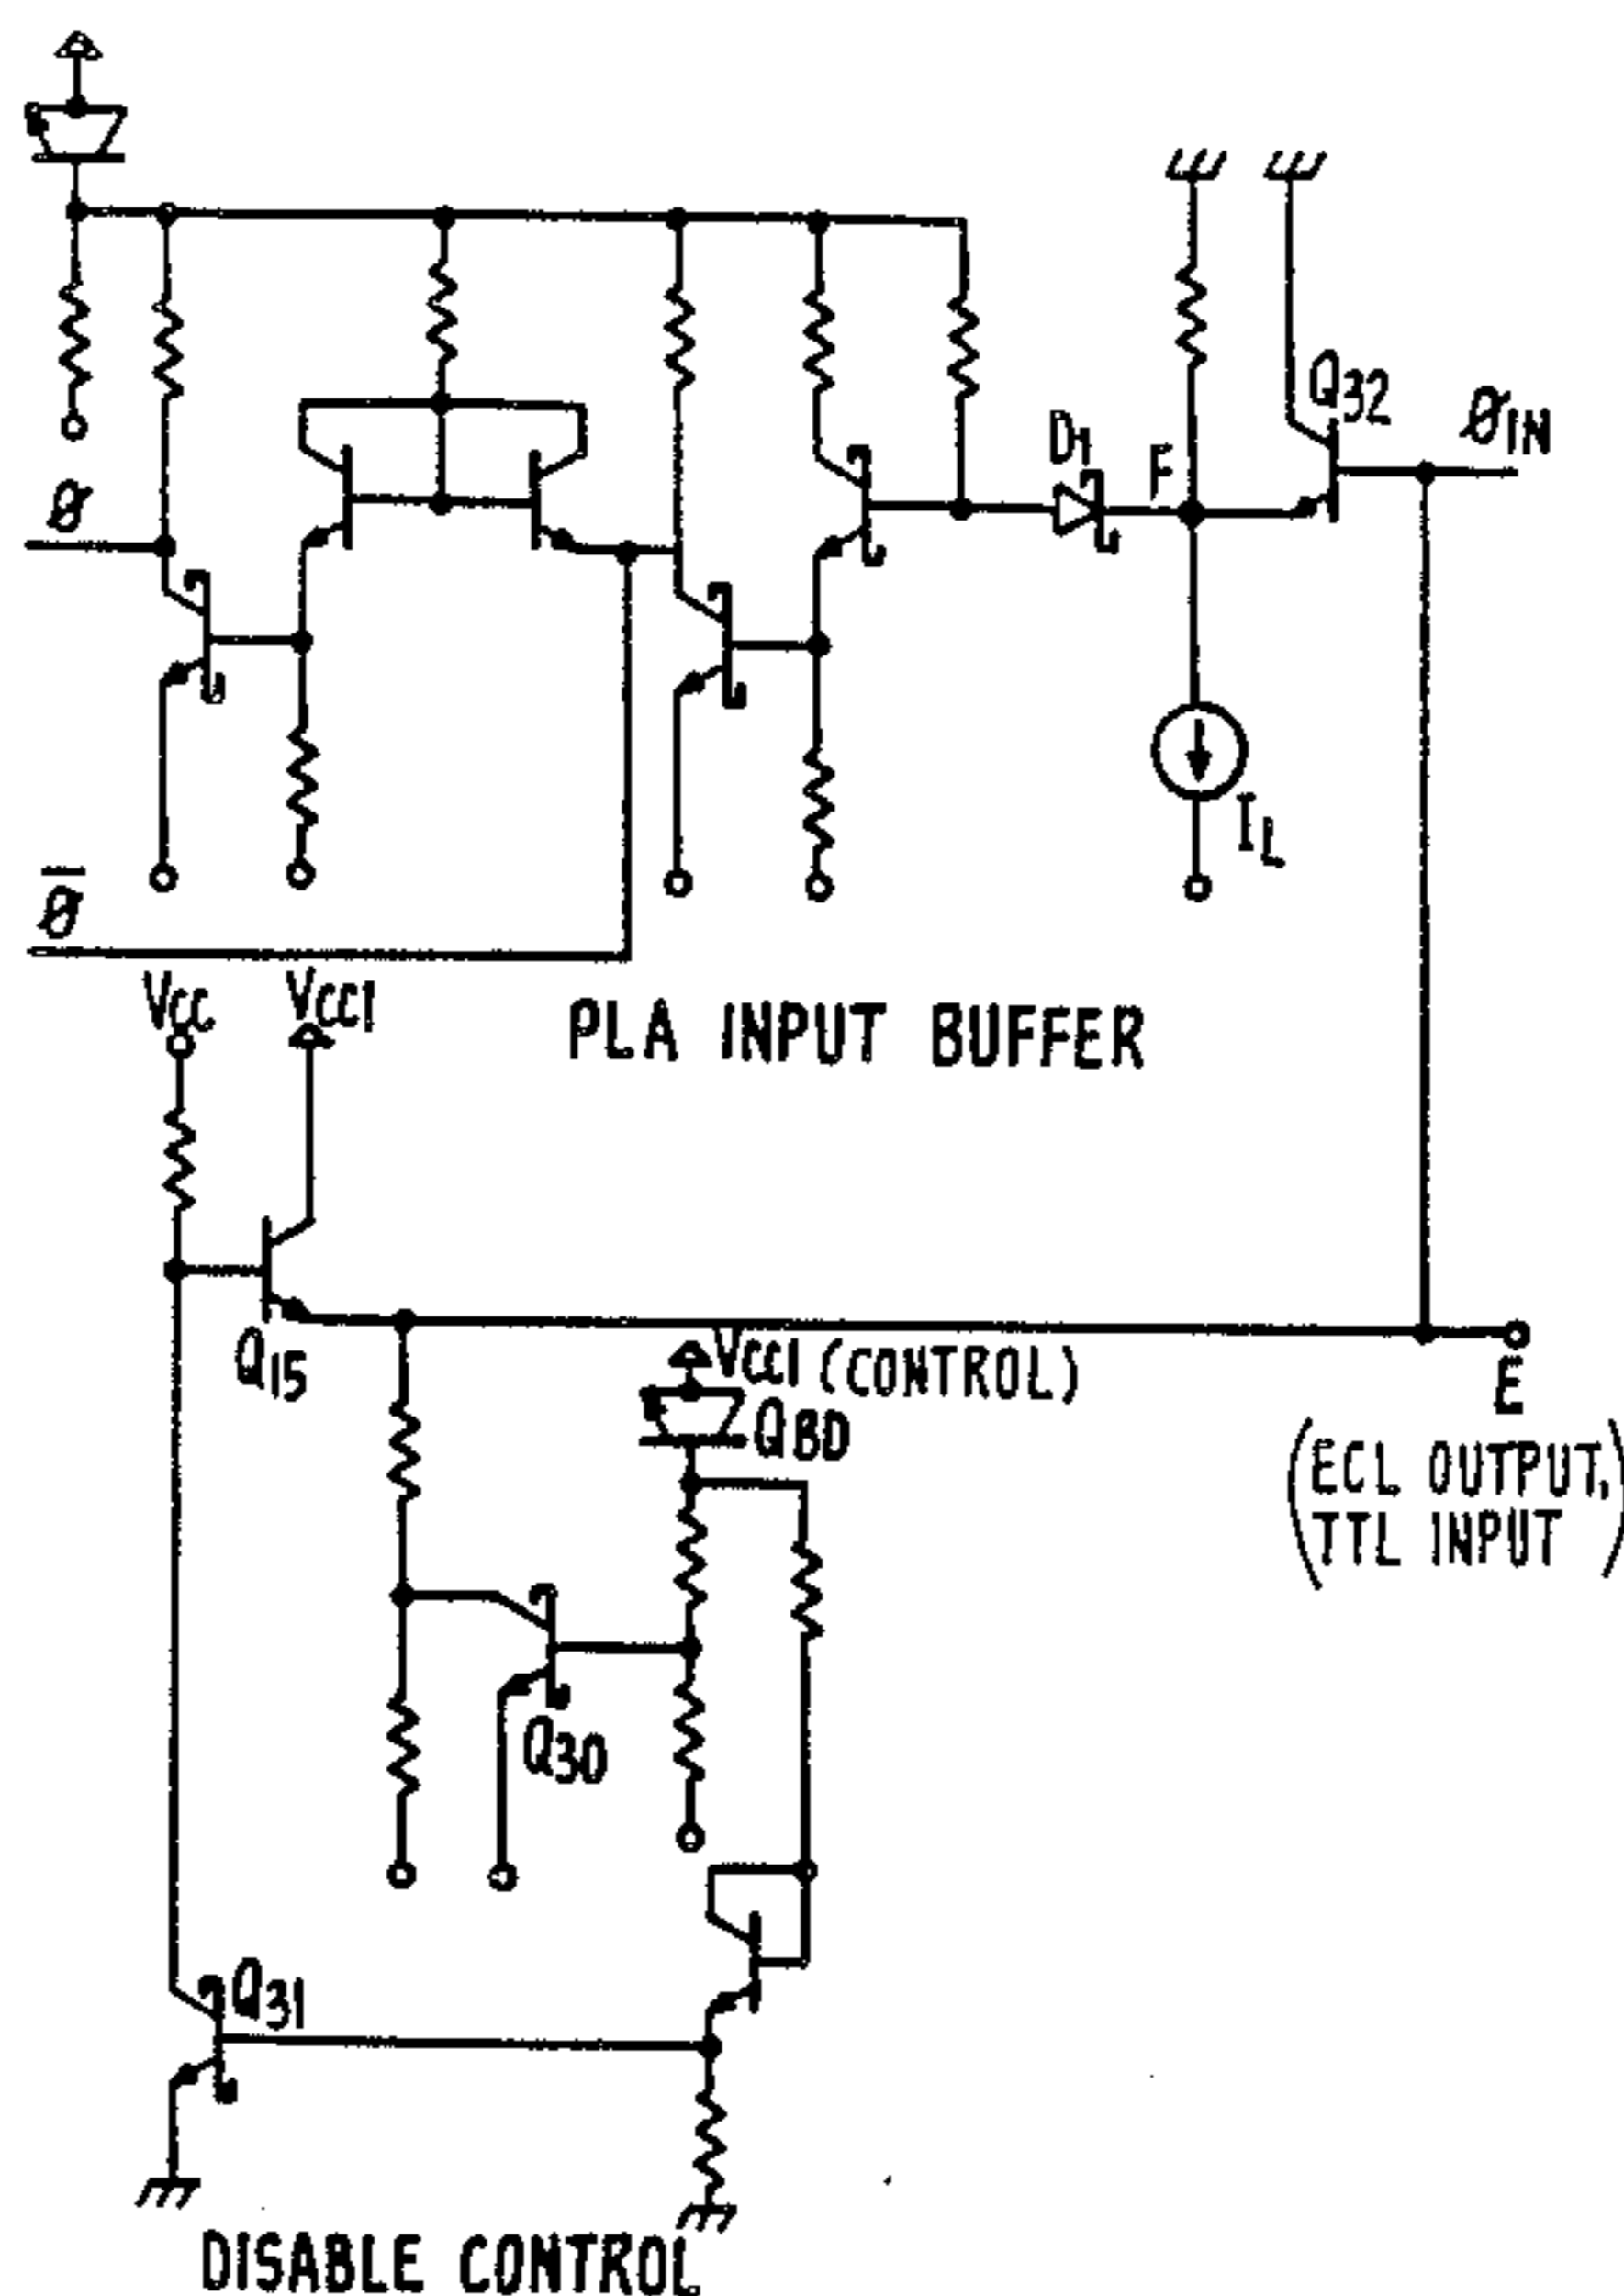 Q32
ØIN
D1
F
Ø
IL
Ø̅
VCC
VCC1
PLA INPUT BUFFER
Q15
VCC1 (CONTROL)
QBD
E
(ECL OUTPUT,
TTL INPUT)
Q30
Q31
DISABLE CONTROL